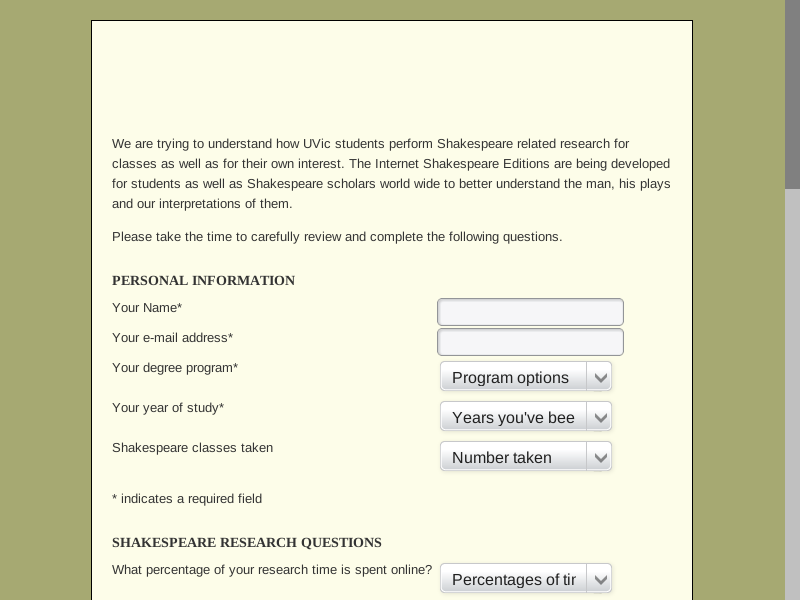 We are trying to understand how UVic students perform Shakespeare related research for
classes as well as for their own interest. The Internet Shakespeare Editions are being developed
for students as well as Shakespeare scholars world wide to better understand the man, his plays
and our interpretations of them.
Please take the time to carefully review and complete the following questions.
PERSONAL INFORMATION
Your Name*
Your e-mail address*
Your degree program* Program options
Your year of study* Years you've bee
Shakespeare classes taken Number taken
* indicates a required field
SHAKESPEARE RESEARCH QUESTIONS
What percentage of your research time is spent online? Percentages of tir